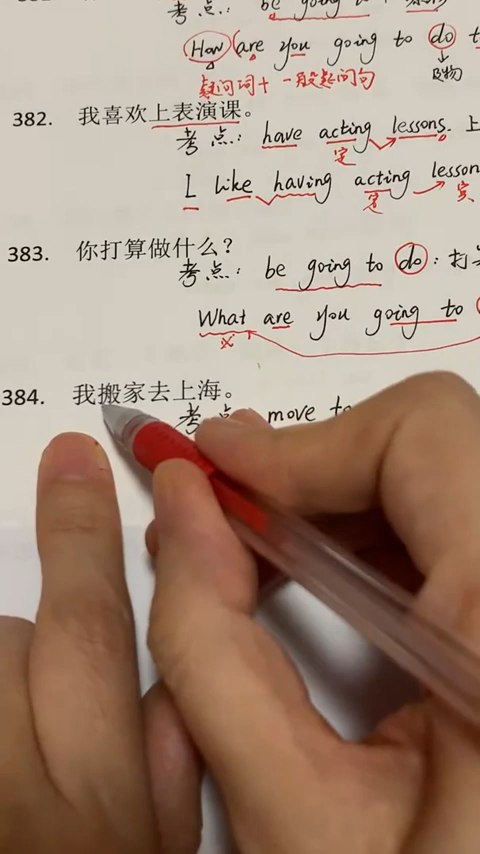 考点: be going to
How are you going to do t
疑问词 + 一般疑问句
382. 我喜欢上表演课。
考点: have acting lessons. 上
定
I like having acting lesson
定 宾
383. 你打算做什么？
考点: be going to do: 打
What are you going to
384. 我搬家去上海。
考点 move to